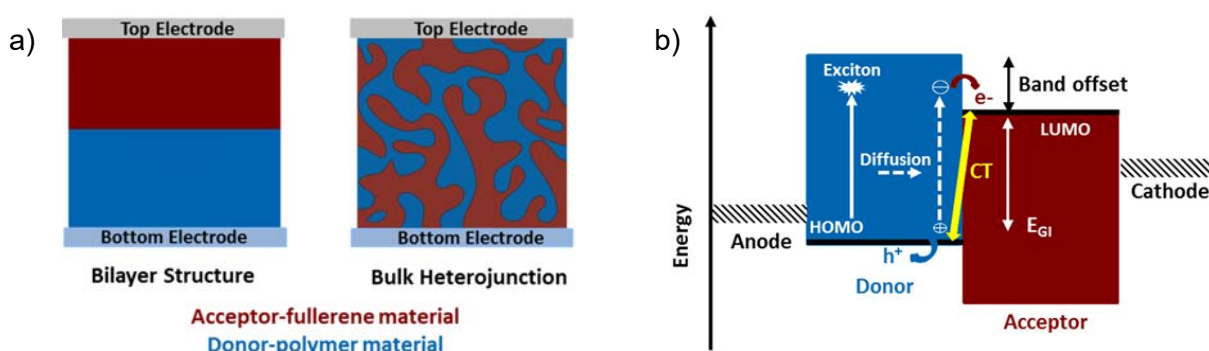 a)
Top Electrode
Bottom Electrode
Bilayer Structure
Top Electrode
Bottom Electrode
Bulk Heterojunction
Acceptor-fullerene material
Donor-polymer material
b)
Energy
Exciton
e-
Band offset
LUMO
Diffusion
CT
Cathode
HOMO
Anode
EGI
h+
Donor
Acceptor